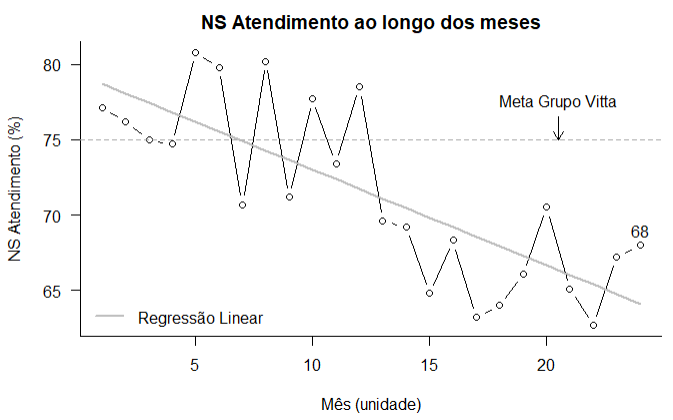 NS Atendimento ao longo dos meses
NS Atendimento (%)
80
75
70
65
Meta Grupo Vitta
68
Regressão Linear
5
10
15
20
Mês (unidade)